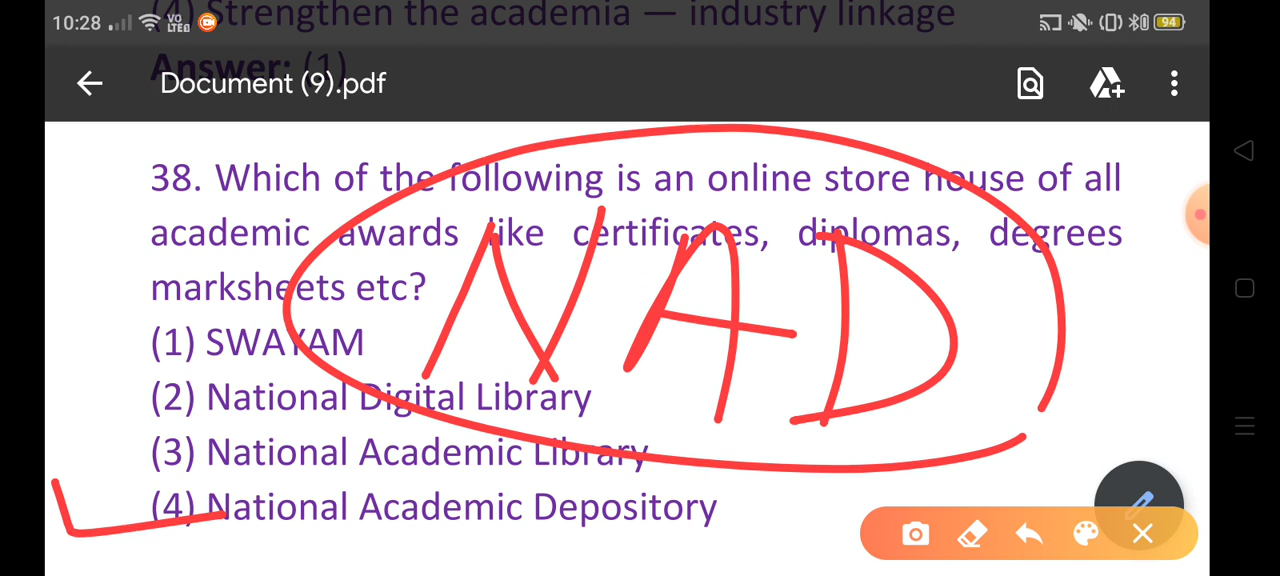 (4) Strengthen the academia — industry linkage
10:28 VO LTE 94
Answer: (1)
Document (9).pdf
38. Which of the following is an online store house of all
academic awards like certificates, diplomas, degrees
marksheets etc?
NAD
(1) SWAYAM
(2) National Digital Library
(3) National Academic Library
(4) National Academic Depository